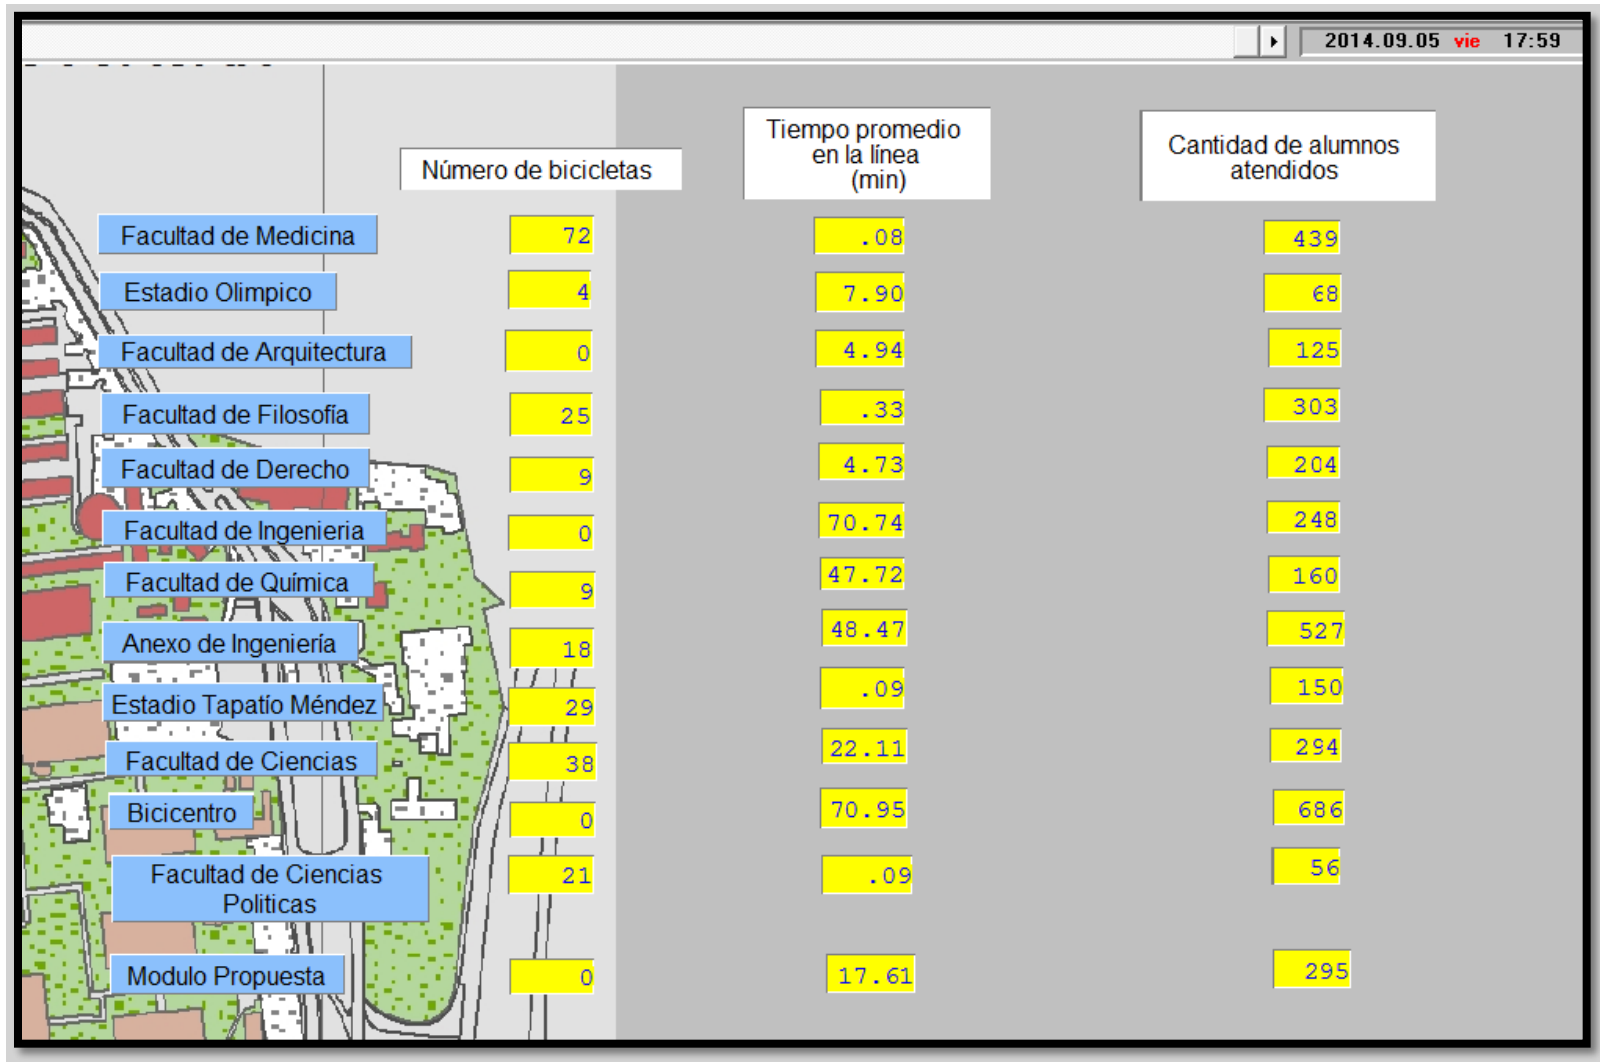 2014.09.05 vie 17:59
Tiempo promedio
en la línea
(min)
Cantidad de alumnos
atendidos
Número de bicicletas
Facultad de Medicina 72 .08 439
Estadio Olimpico 4 7.90 68
Facultad de Arquitectura 0 4.94 125
Facultad de Filosofía 25 .33 303
Facultad de Derecho 9 4.73 204
Facultad de Ingenieria 0 70.74 248
Facultad de Química 9 47.72 160
Anexo de Ingeniería 18 48.47 527
Estadio Tapatío Méndez 29 .09 150
Facultad de Ciencias 38 22.11 294
Bicicentro 0 70.95 686
Facultad de Ciencias 21 .09 56
Politicas
Modulo Propuesta 0 17.61 295